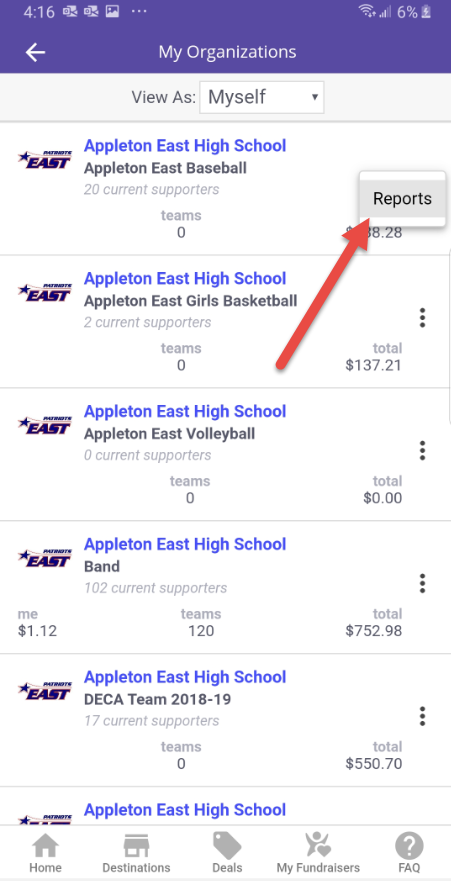 4:16 6%
My Organizations
View As: Myself
Appleton East High School
PATRIOTS
EAST
Appleton East Baseball
20 current supporters
Reports
teams
0
38.28
Appleton East High School
PATRIOTS
EAST
Appleton East Girls Basketball
2 current supporters
teams total
0 $137.21
Appleton East High School
PATRIOTS
EAST
Appleton East Volleyball
0 current supporters
teams total
0 $0.00
Appleton East High School
PATRIOTS
EAST
Band
102 current supporters
me teams total
$1.12 120 $752.98
Appleton East High School
PATRIOTS
EAST
DECA Team 2018-19
17 current supporters
teams total
0 $550.70
Appleton East High School
PATRIOTS
Home Destinations Deals My Fundraisers FAQ